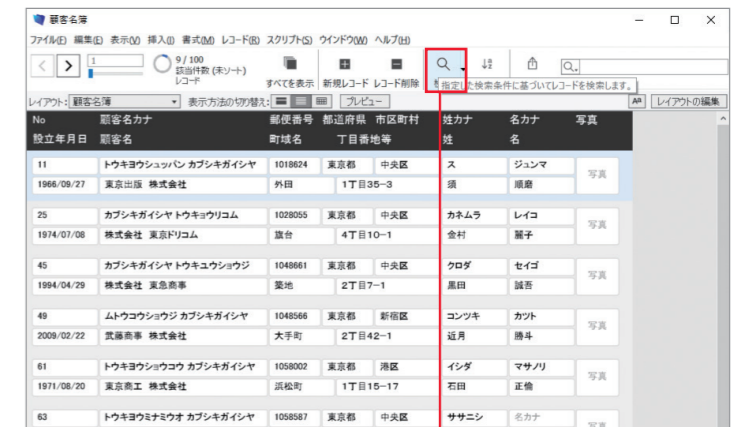 顧客名簿
ファイル(F) 編集(E) 表示(V) 挿入(I) 書式(M) レコード(R) スクリプト(S) ウインドウ(W) ヘルプ(H)
1
9 / 100
該当件数 (未ソート)
レコード
すべてを表示 新規レコード レコード削除
指定した検索条件に基づいてレコードを検索します。
レイアウト: 顧客名簿 表示方法の切り替え: プレビュー Aa レイアウトの編集
No 顧客名カナ 郵便番号 都道府県 市区町村 姓カナ 名カナ 写真
設立年月日 顧客名 町域名 丁目番地等 姓 名
11 トウキヨウシュッパン カブシキガイシヤ 1018624 東京都 中央区 ス ジュンマ 写真
1966/09/27 東京出版 株式会社 外田 1丁目35-3 須 順磨
25 カブシキガイシヤ トウキョウリコム 1028055 東京都 中央区 カネムラ レイコ 写真
1974/07/08 株式会社 東京ドリコム 旗台 4丁目10-1 金村 麗子
45 カブシキガイシヤ トウキユウショウジ 1048661 東京都 中央区 クロダ セイゴ 写真
1994/04/29 株式会社 東急商事 築地 2丁目7-1 黒田 誠吾
49 ムトウコウショウジ カブシキガイシヤ 1048566 東京都 新宿区 コンツキ カツト 写真
2009/02/22 武藤商事 株式会社 大手町 2丁目42-1 近月 勝斗
61 トウキヨウショウコウ カブシキガイシヤ 1058002 東京都 港区 イシダ マサノリ 写真
1971/08/20 東京商工 株式会社 浜松町 1丁目15-17 石田 正倫
63 トウキヨウミナミウオ カブシキガイシヤ 1058587 東京都 中央区 ササニシ 名カナ